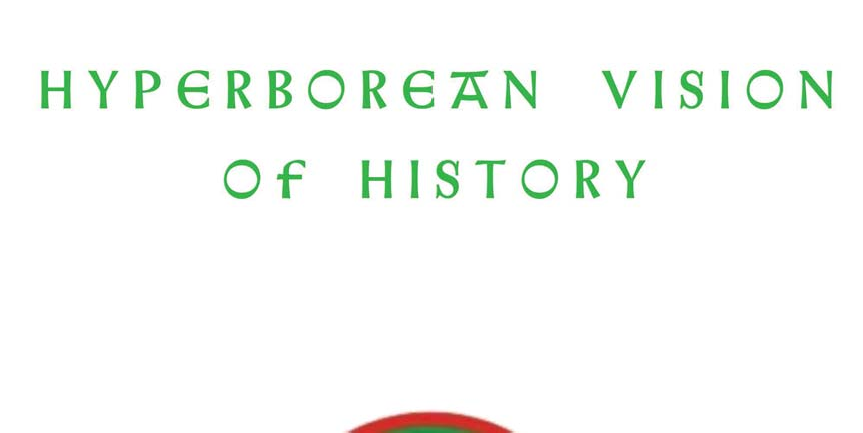 HYPERBOREAN VISION
OF HISTORY